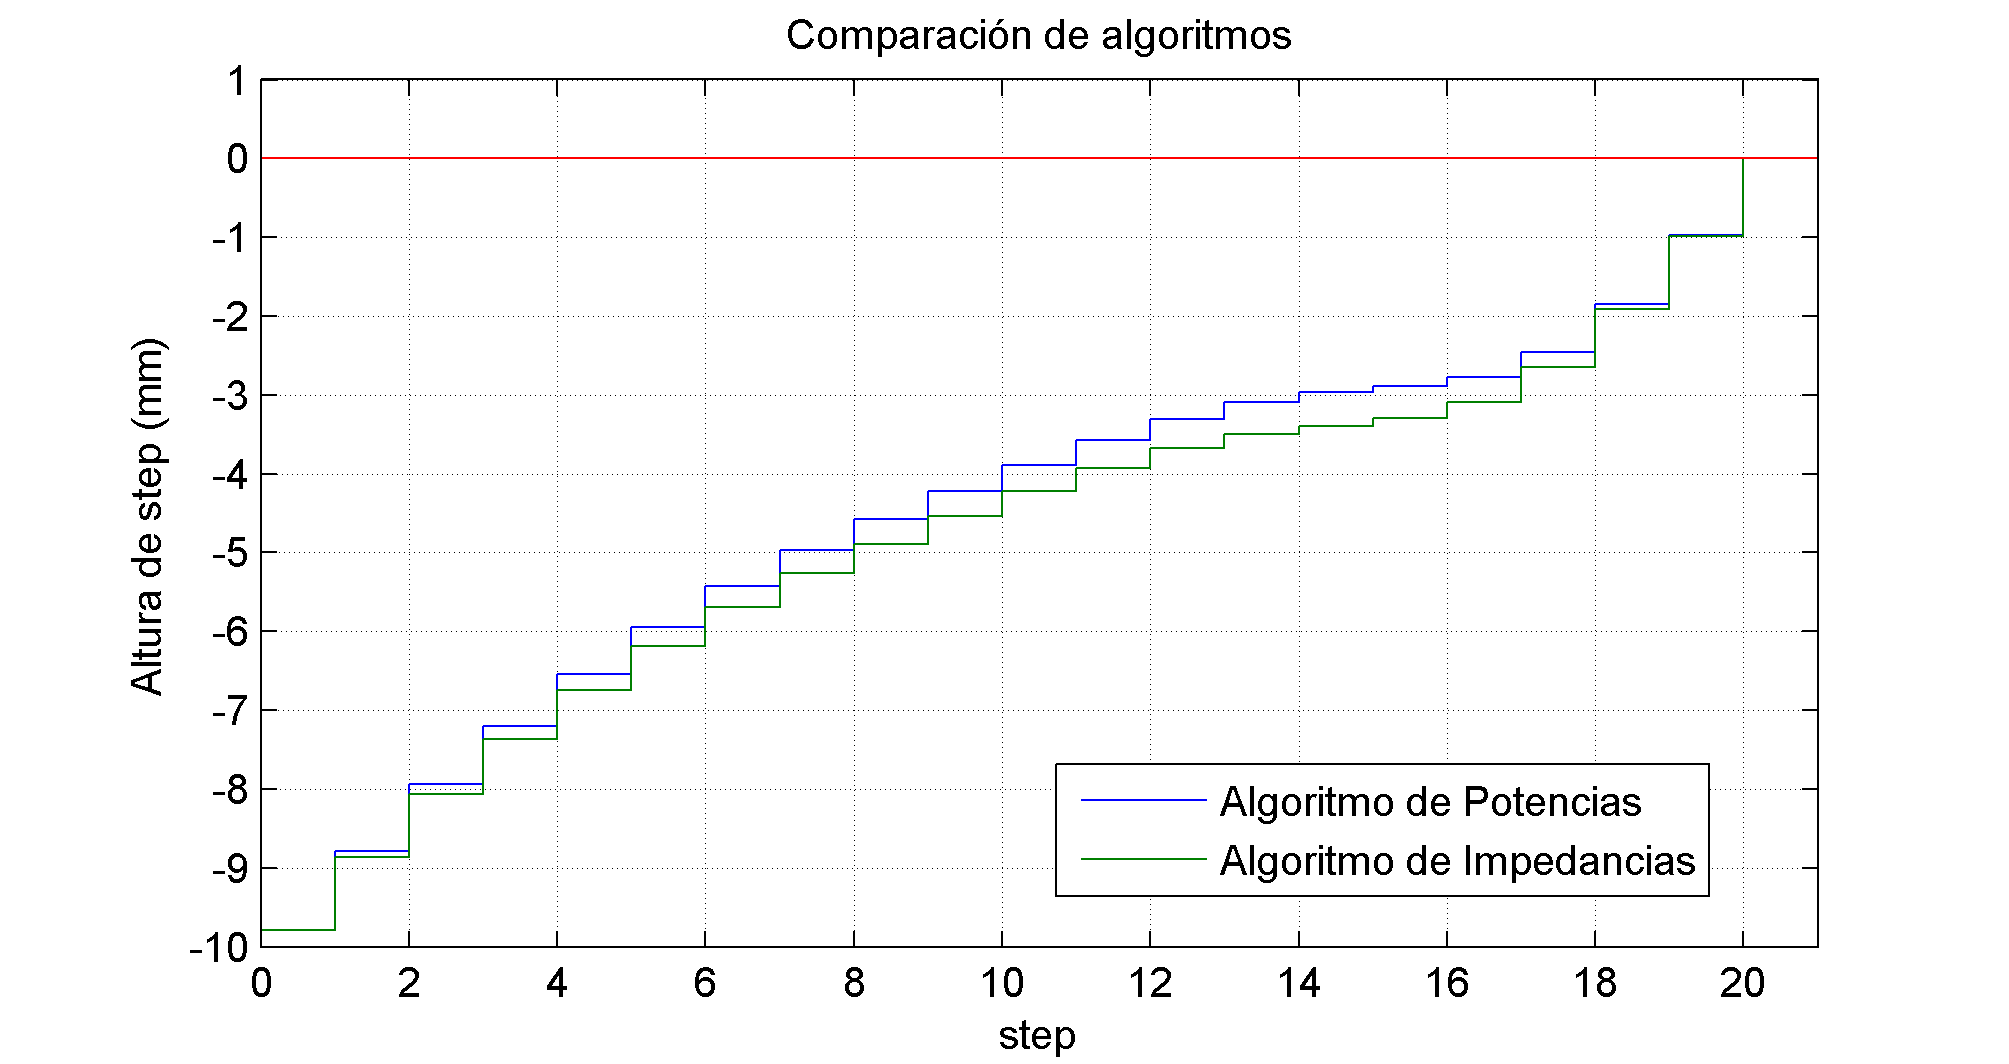 Comparación de algoritmos
1
0
-1
-2
-3
-4
-5
-6
-7
-8
-9
-10
Altura de step (mm)
Algoritmo de Potencias
Algoritmo de Impedancias
0 2 4 6 8 10 12 14 16 18 20
step